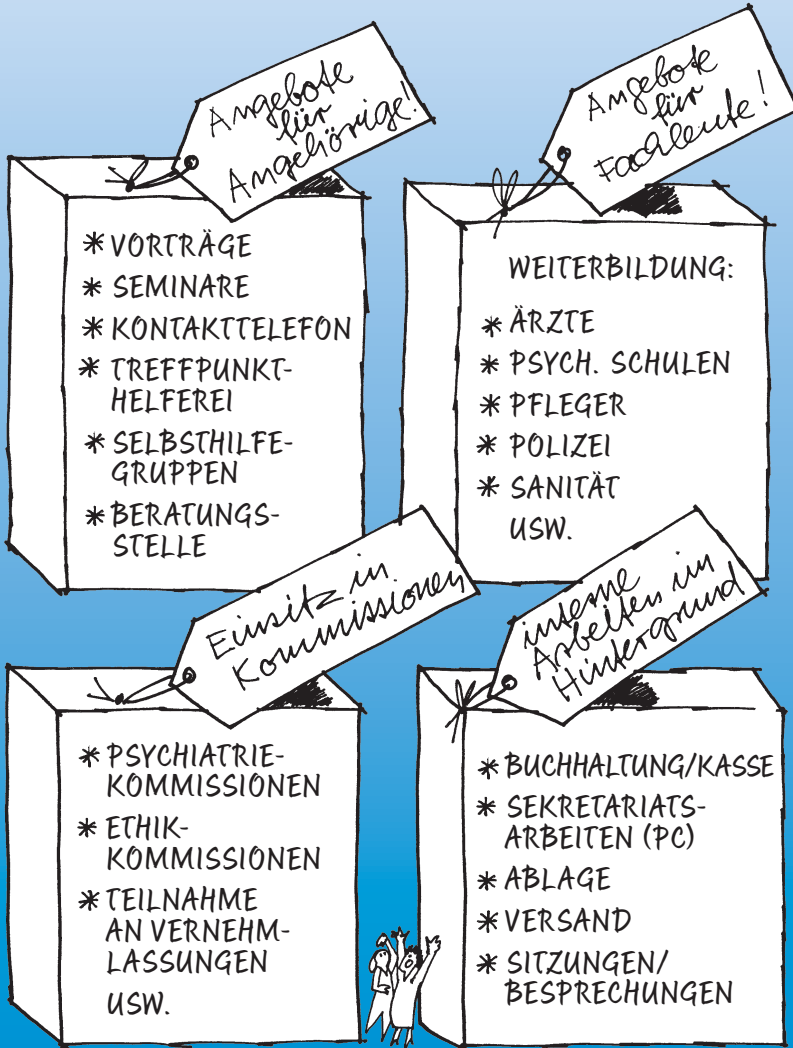 Angebote
für
Angehörige!
* VORTRÄGE
* SEMINARE
* KONTAKTTELEFON
* TREFFPUNKT-
HELFEREI
* SELBSTHILFE-
GRUPPEN
* BERATUNGS-
STELLE
Angebote
für
Fachleute!
WEITERBILDUNG:
* ÄRZTE
* PSYCH. SCHULEN
* PFLEGER
* POLIZEI
* SANITÄT
USW.
Einsitz in
Kommissionen
* PSYCHIATRIE-
KOMMISSIONEN
* ETHIK-
KOMMISSIONEN
* TEILNAHME
AN VERNEHM-
LASSUNGEN
USW.
interne
Arbeiten im
Hintergrund
* BUCHHALTUNG/KASSE
* SEKRETARIATS-
ARBEITEN (PC)
* ABLAGE
* VERSAND
* SITZUNGEN/
BESPRECHUNGEN